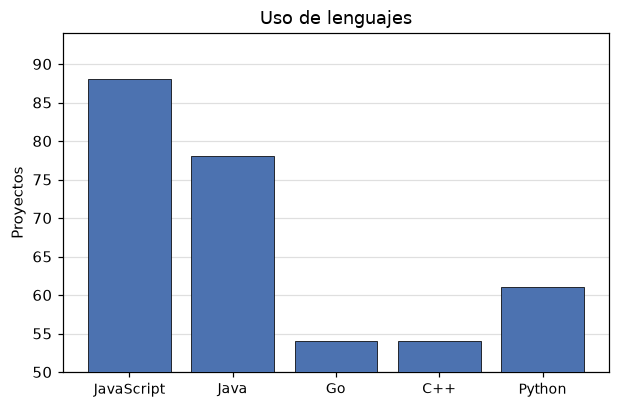 Uso de lenguajes
Proyectos
90
85
80
75
70
65
60
55
50
JavaScript
Java
Go
C++
Python